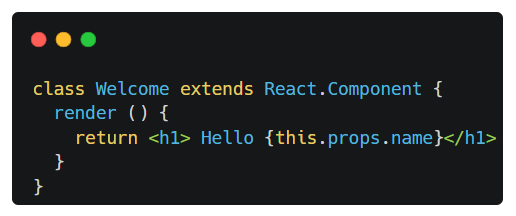 class Welcome extends React.Component {
  render () {
    return <h1> Hello {this.props.name}</h1>
  }
}